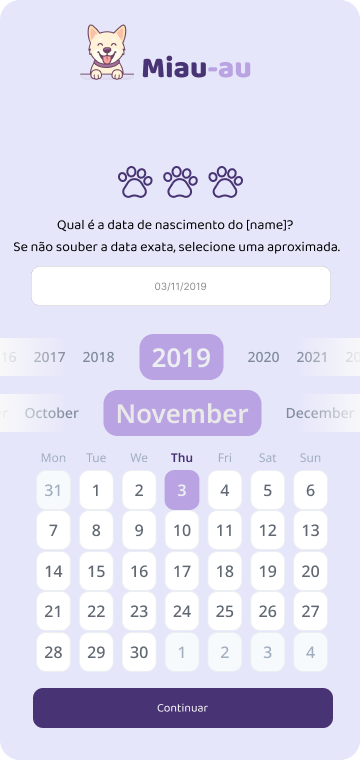 Miau-au
Qual é a data de nascimento do [name]?
Se não souber a data exata, selecione uma aproximada.
03/11/2019
16 2017 2018 2019 2020 2021 20
r October November December
Mon Tue We Thu Fri Sat Sun
31 1 2 3 4 5 6
7 8 9 10 11 12 13
14 15 16 17 18 19 20
21 22 23 24 25 26 27
28 29 30 1 2 3 4
Continuar